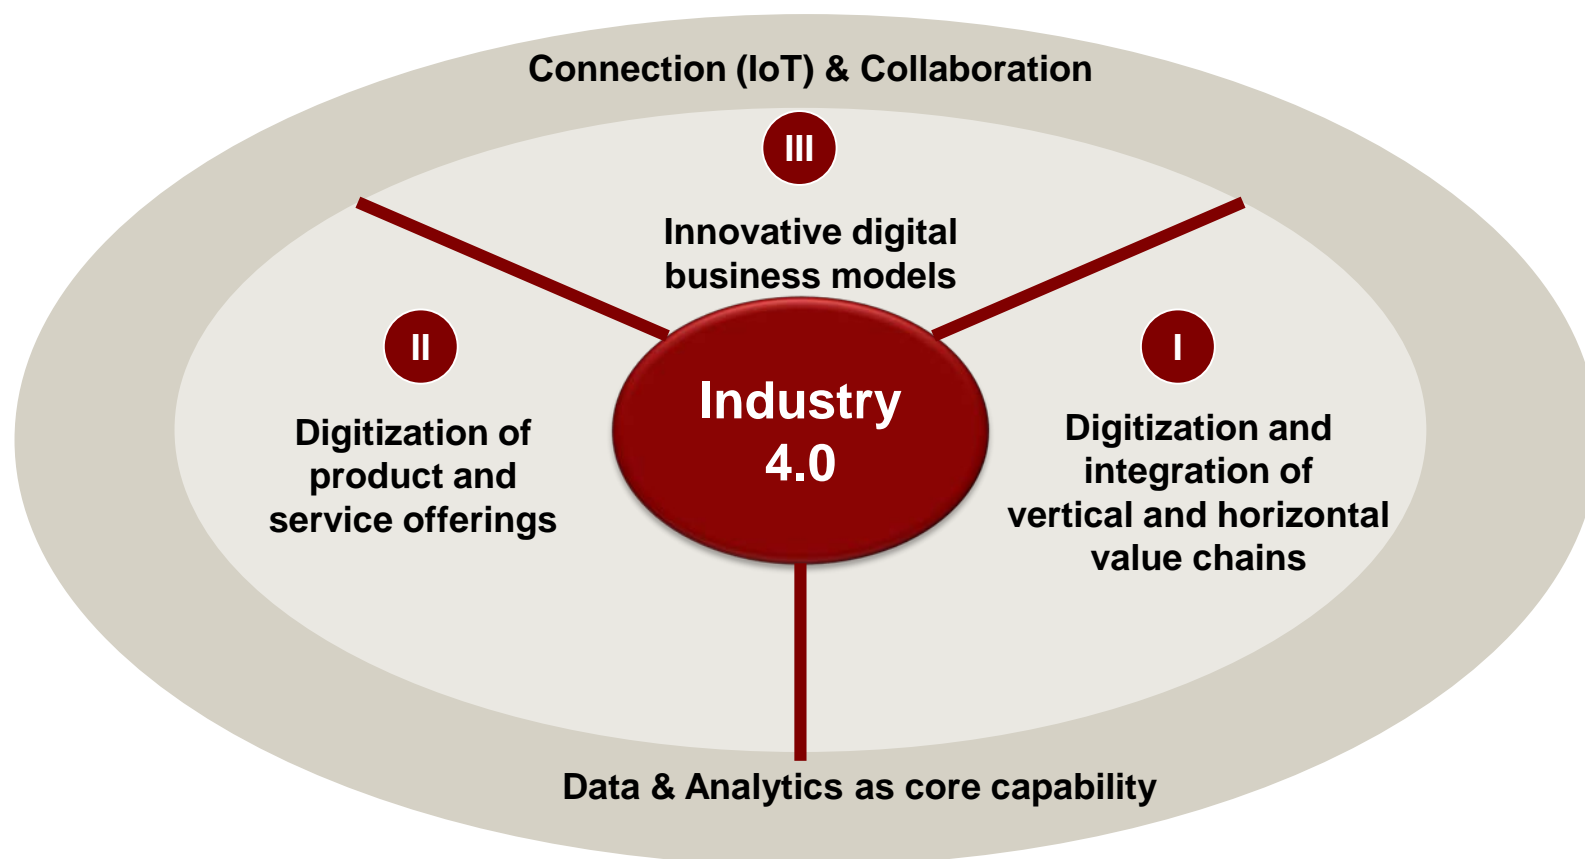 Connection (IoT) & Collaboration
III
Innovative digital
business models
II
Digitization of
product and
service offerings
Industry
4.0
I
Digitization and
integration of
vertical and horizontal
value chains
Data & Analytics as core capability